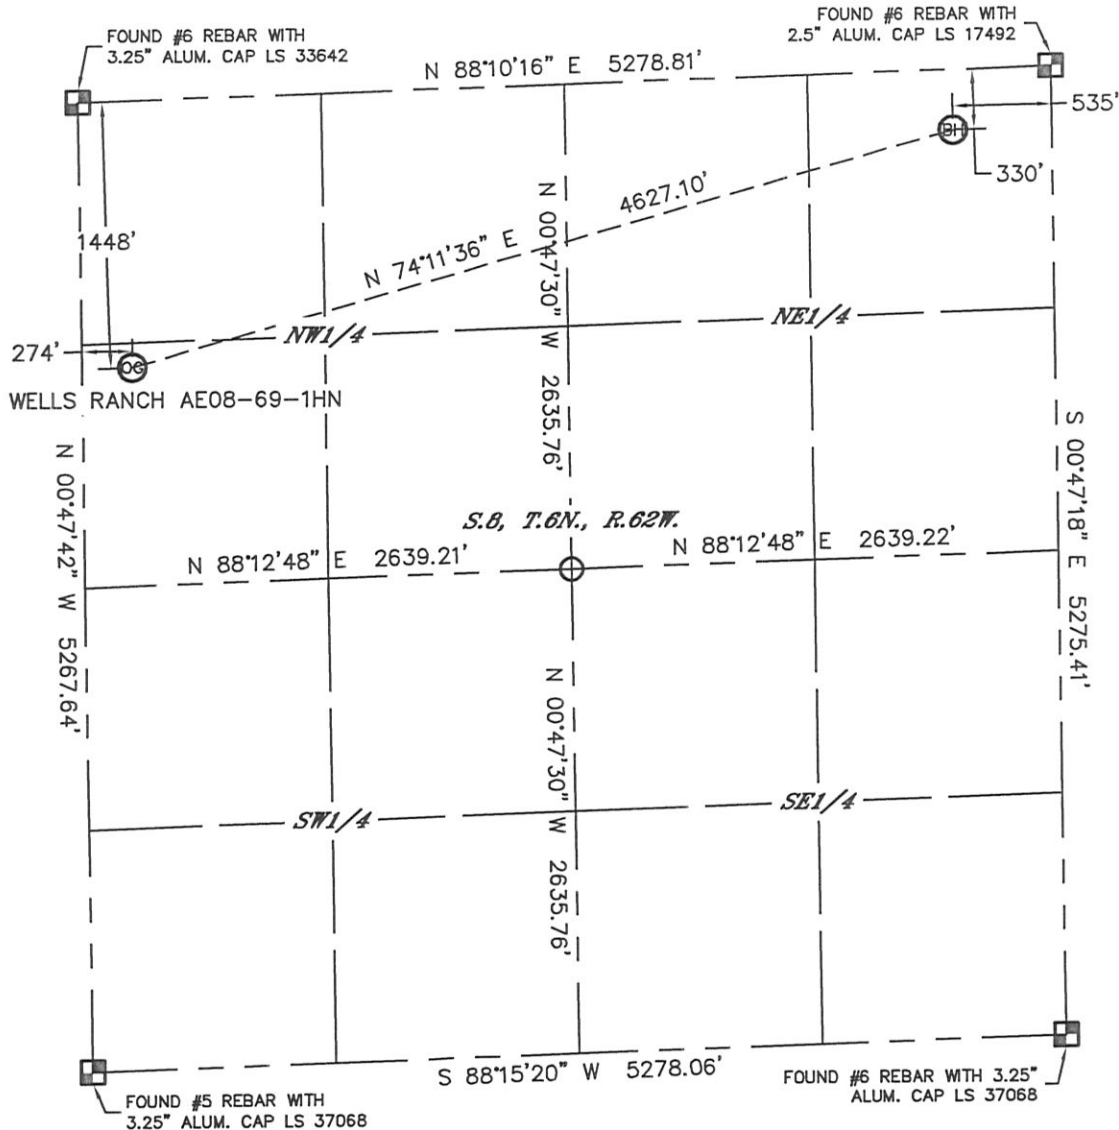 FOUND #6 REBAR WITH
3.25" ALUM. CAP LS 33642
FOUND #6 REBAR WITH
2.5" ALUM. CAP LS 17492
N 88°10'16" E 5278.81'
535'
BH
330'
1448'
N 74°11'36" E 4627.10'
N 00°47'30" W 2635.76'
NW1/4
NE1/4
274'
OG
WELLS RANCH AE08-69-1HN
N 00°47'42" W 5267.64'
S 00°47'18" E 5275.41'
S.8, T.6N., R.62W.
N 88°12'48" E 2639.21'
N 88°12'48" E 2639.22'
N 00°47'30" W 2635.76'
SW1/4
SE1/4
S 88°15'20" W 5278.06'
FOUND #5 REBAR WITH
3.25" ALUM. CAP LS 37068
FOUND #6 REBAR WITH 3.25"
ALUM. CAP LS 37068